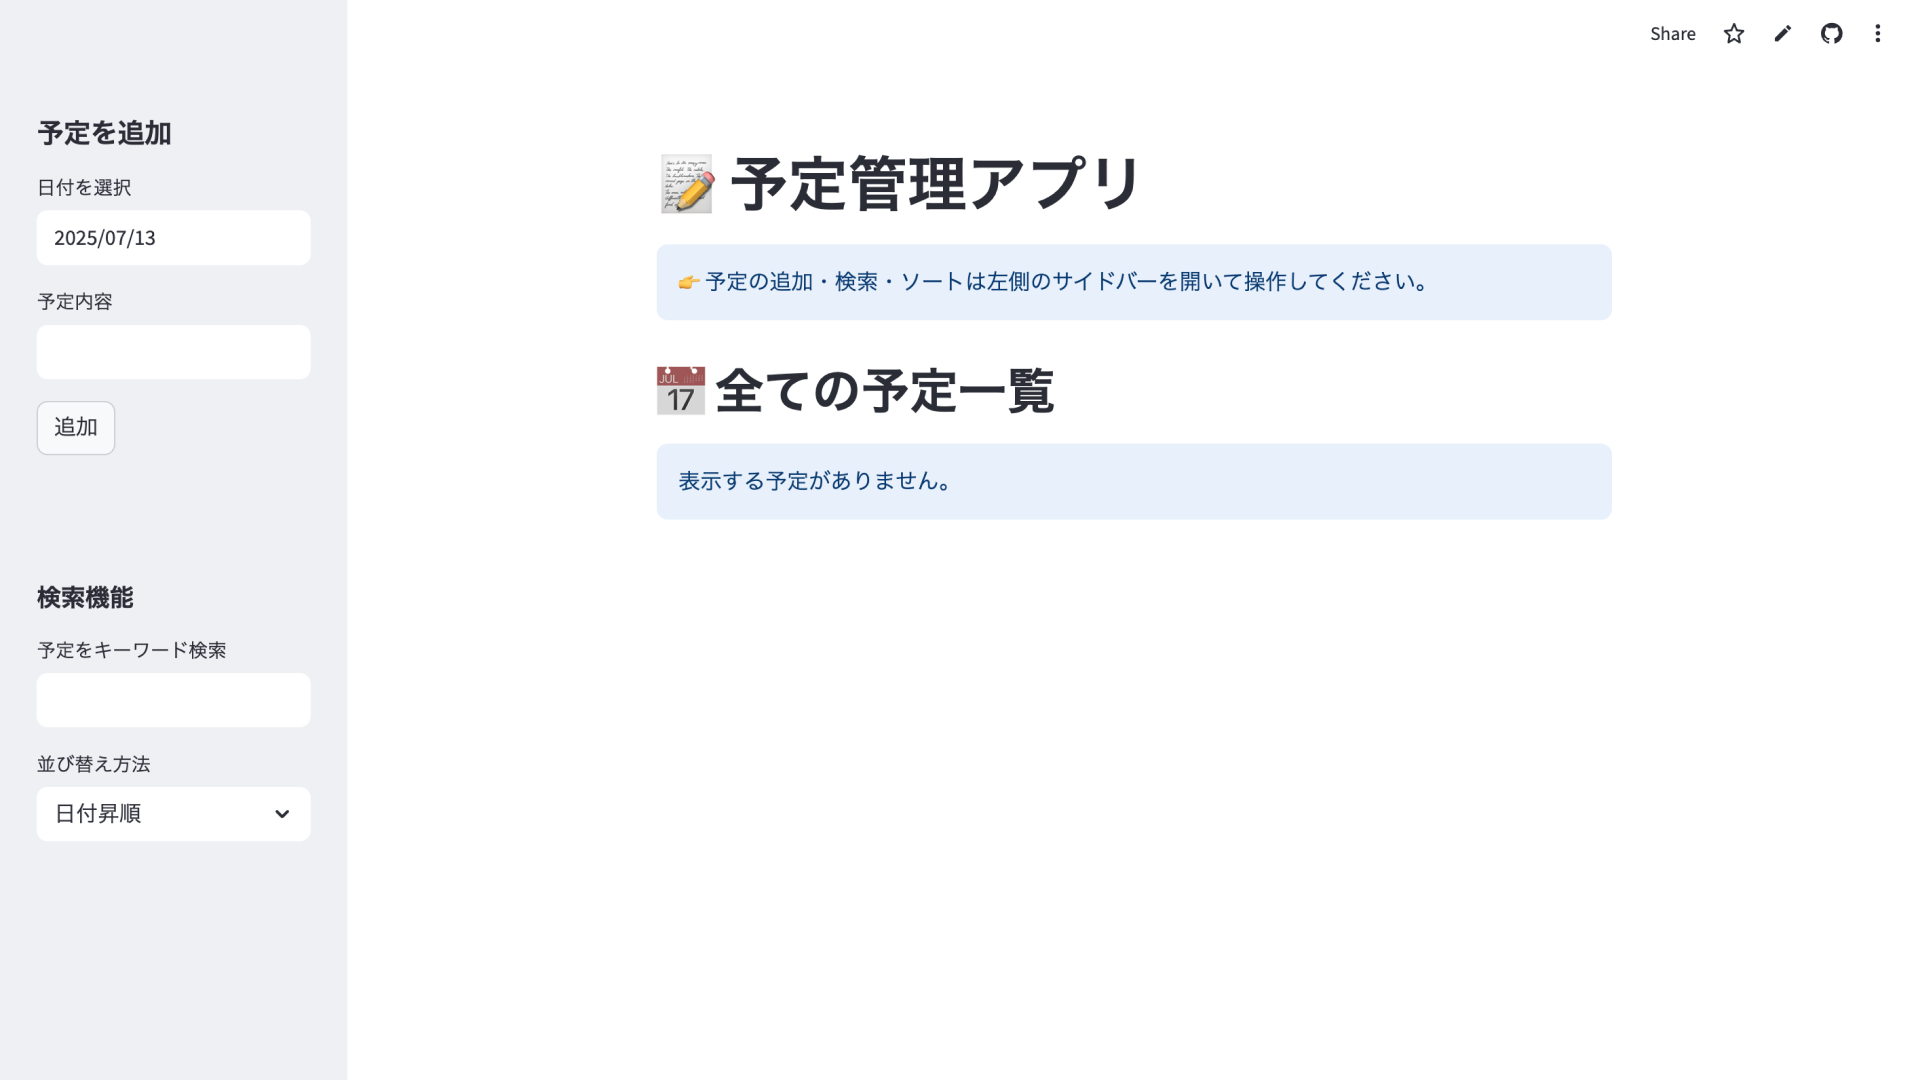 Share
予定を追加
日付を選択
2025/07/13
予定内容
追加
検索機能
予定をキーワード検索
並び替え方法
日付昇順
📝 予定管理アプリ
👉 予定の追加・検索・ソートは左側のサイドバーを開いて操作してください。
📅 全ての予定一覧
表示する予定がありません。